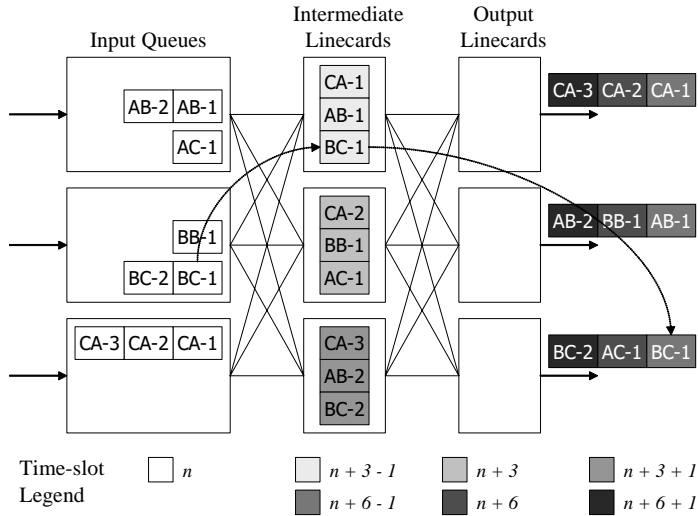 Input Queues
Intermediate Linecards
Output Linecards
AB-2 AB-1
AC-1
CA-1
AB-1
BC-1
CA-3 CA-2 CA-1
BB-1
BC-2 BC-1
CA-2
BB-1
AC-1
AB-2 BB-1 AB-1
CA-3 CA-2 CA-1
CA-3
AB-2
BC-2
BC-2 AC-1 BC-1
Time-slot Legend
n
n + 3 - 1
n + 3
n + 3 + 1
n + 6 - 1
n + 6
n + 6 + 1